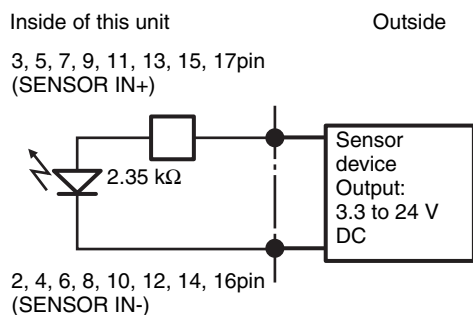 Inside of this unit
Outside
3, 5, 7, 9, 11, 13, 15, 17pin
(SENSOR IN+)
2.35 kΩ
Sensor
device
Output:
3.3 to 24 V
DC
2, 4, 6, 8, 10, 12, 14, 16pin
(SENSOR IN-)